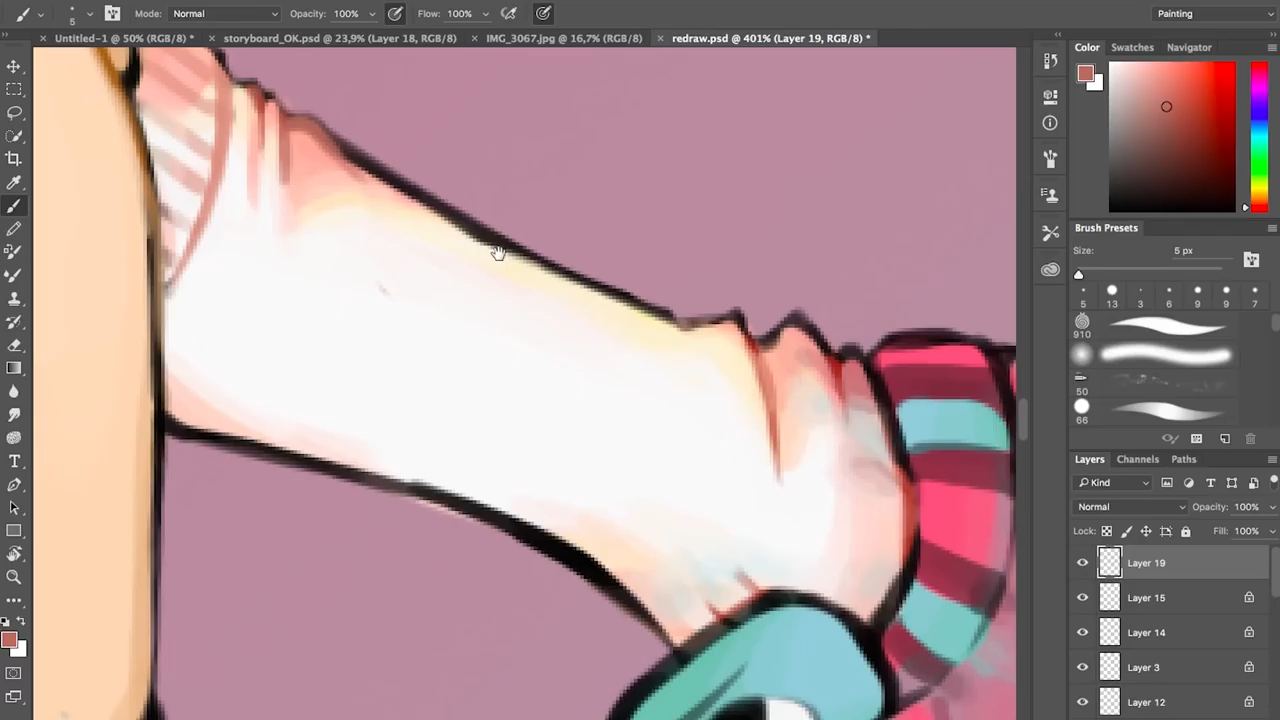 5 Mode: Normal Opacity: 100% Flow: 100% Painting
Untitled-1 @ 50% (RGB/8) * storyboard_OK.psd @ 23,9% (Layer 18, RGB/8) IMG_3067.jpg @ 16,7% (RGB/8) redraw.psd @ 401% (Layer 19, RGB/8) *
Color Swatches Navigator
Brush Presets
Size: 5 px
5 13 3 6 9 9 7
910
50
66
Layers Channels Paths
Kind
Normal Opacity: 100%
Lock: Fill: 100%
Layer 19
Layer 15
Layer 14
Layer 3
Layer 12